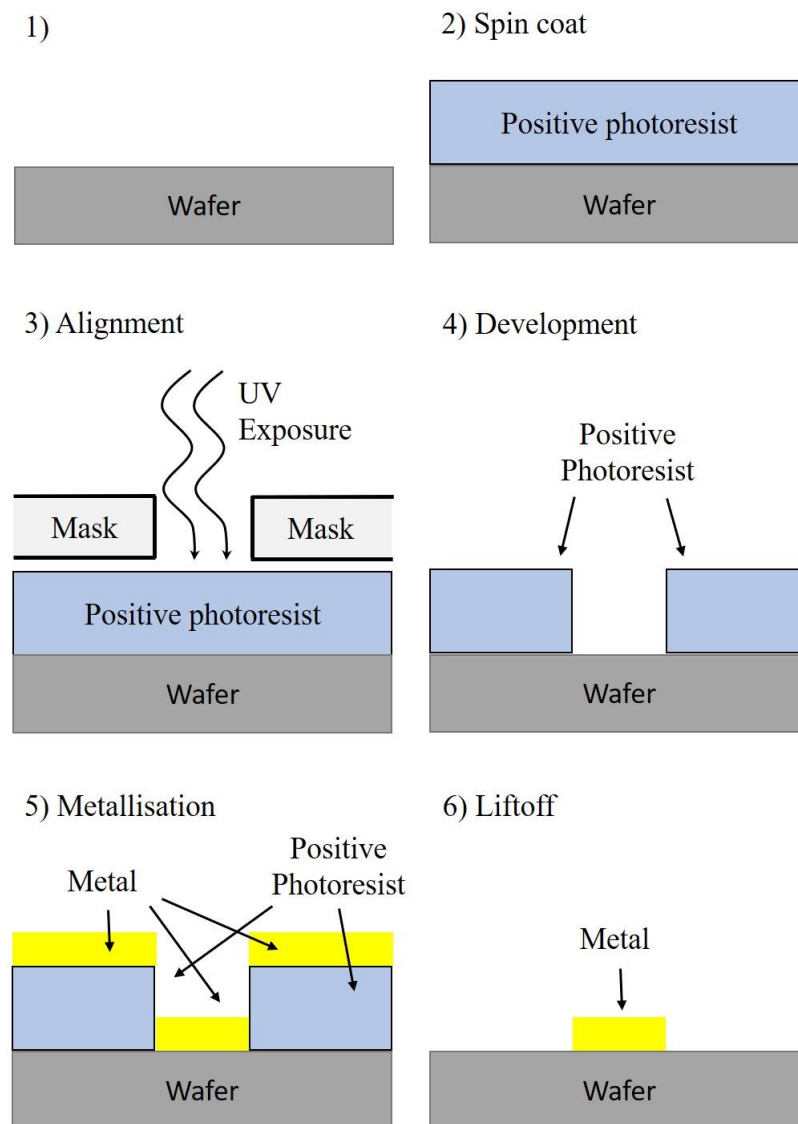 1)
Wafer
2) Spin coat
Positive photoresist
Wafer
3) Alignment
UV
Exposure
Mask
Mask
Positive photoresist
Wafer
4) Development
Positive
Photoresist
Wafer
5) Metallisation
Metal
Positive
Photoresist
Wafer
6) Liftoff
Metal
Wafer